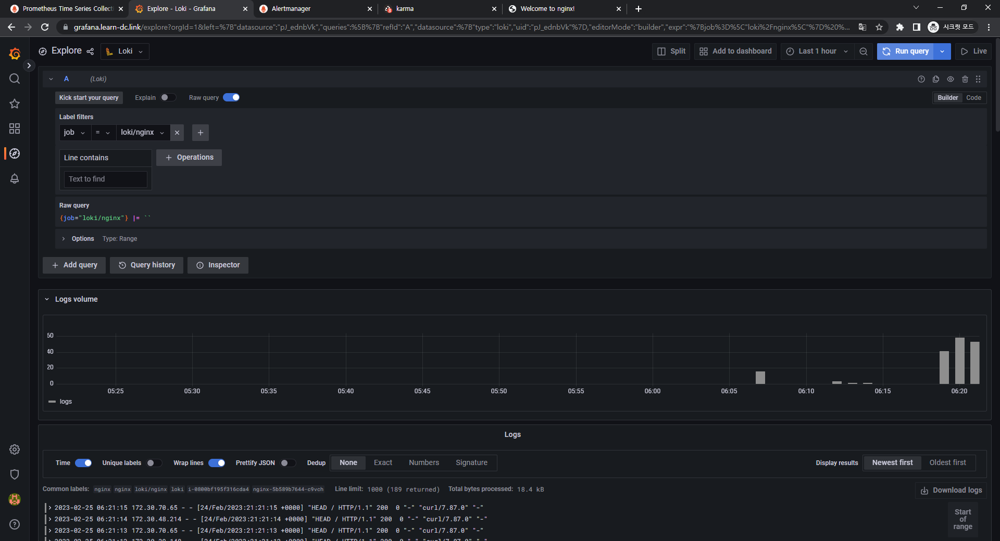 Prometheus Time Series Collect
Explore - Loki - Grafana
Alertmanager
karma
Welcome to nginx!
grafana.learn-dc.link/explore?orgId=1&left=%7B"datasource":"pJ_ednbVk","queries":%5B%7B"refId":"A","datasource":%7B"type":"loki","uid":"pJ_ednbVk"%7D,"editorMode":"builder","expr":"%7Bjob%3D%5C"loki%2Fnginx%5C"%7D%20%...
시크릿 모드
Explore
Loki
Split
Add to dashboard
Last 1 hour
Run query
Live
A (Loki)
Kick start your query
Explain
Raw query
Builder
Code
Label filters
job = loki/nginx
Line contains
Operations
Text to find
Raw query
{job="loki/nginx"} |= ``
Options Type: Range
Add query
Query history
Inspector
Logs volume
60
40
20
0
05:25 05:30 05:35 05:40 05:45 05:50 05:55 06:00 06:05 06:10 06:15 06:20
logs
Logs
Time
Unique labels
Wrap lines
Prettify JSON
Dedup
None
Exact
Numbers
Signature
Display results
Newest first
Oldest first
Common labels: nginx nginx loki/nginx loki i-0800bf195f316cda4 nginx-5b589b7644-c9vch Line limit: 1000 (189 returned) Total bytes processed: 18.4 kB
Download logs
2023-02-25 06:21:15 172.30.70.65 - - [24/Feb/2023:21:21:15 +0000] "HEAD / HTTP/1.1" 200 0 "-" "curl/7.87.0" "-"
2023-02-25 06:21:14 172.30.48.214 - - [24/Feb/2023:21:21:14 +0000] "HEAD / HTTP/1.1" 200 0 "-" "curl/7.87.0" "-"
2023-02-25 06:21:13 172.30.70.65 - - [24/Feb/2023:21:21:13 +0000] "HEAD / HTTP/1.1" 200 0 "-" "curl/7.87.0" "-"
Start
of
range